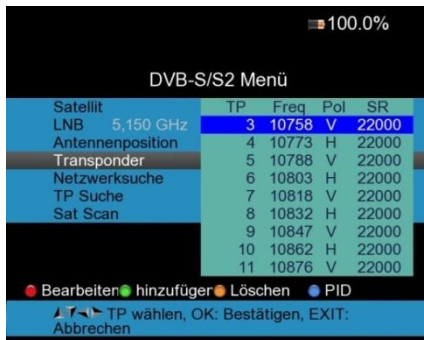 100.0%
DVB-S/S2 Menü
Satellit TP Freq Pol SR
LNB 5,150 GHz 3 10758 V 22000
Antennenposition 4 10773 H 22000
Transponder 5 10788 V 22000
Netzwerksuche 6 10803 H 22000
TP Suche 7 10818 V 22000
Sat Scan 8 10832 H 22000
9 10847 V 22000
10 10862 H 22000
11 10876 V 22000
Bearbeiten hinzufüger Löschen PID
TP wählen, OK: Bestätigen, EXIT:
Abbrechen